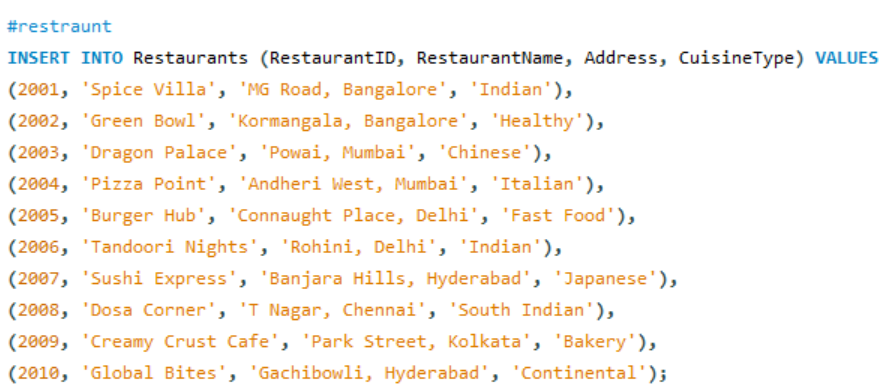 #restraunt
INSERT INTO Restaurants (RestaurantID, RestaurantName, Address, CuisineType) VALUES
(2001, 'Spice Villa', 'MG Road, Bangalore', 'Indian'),
(2002, 'Green Bowl', 'Kormangala, Bangalore', 'Healthy'),
(2003, 'Dragon Palace', 'Powai, Mumbai', 'Chinese'),
(2004, 'Pizza Point', 'Andheri West, Mumbai', 'Italian'),
(2005, 'Burger Hub', 'Connaught Place, Delhi', 'Fast Food'),
(2006, 'Tandoori Nights', 'Rohini, Delhi', 'Indian'),
(2007, 'Sushi Express', 'Banjara Hills, Hyderabad', 'Japanese'),
(2008, 'Dosa Corner', 'T Nagar, Chennai', 'South Indian'),
(2009, 'Creamy Crust Cafe', 'Park Street, Kolkata', 'Bakery'),
(2010, 'Global Bites', 'Gachibowli, Hyderabad', 'Continental');